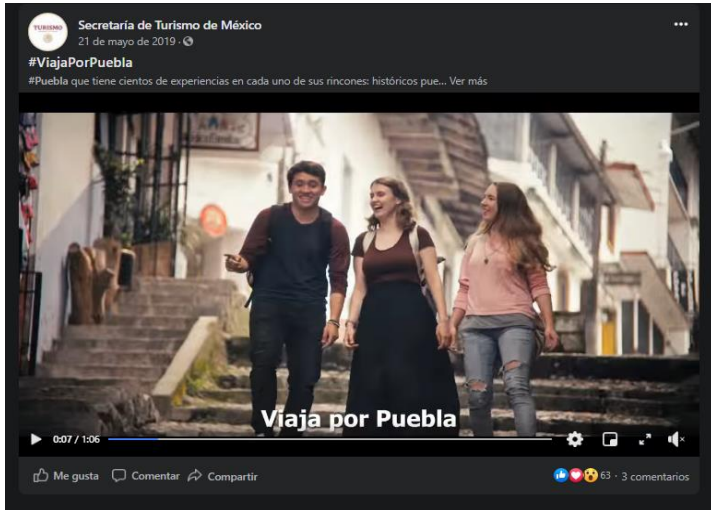 TURISMO
Secretaría de Turismo de México
21 de mayo de 2019 ·
#ViajaPorPuebla
#Puebla que tiene cientos de experiencias en cada uno de sus rincones: históricos pue... Ver más
Viaja por Puebla
0:07 / 1:06
Me gusta Comentar Compartir
63 · 3 comentarios